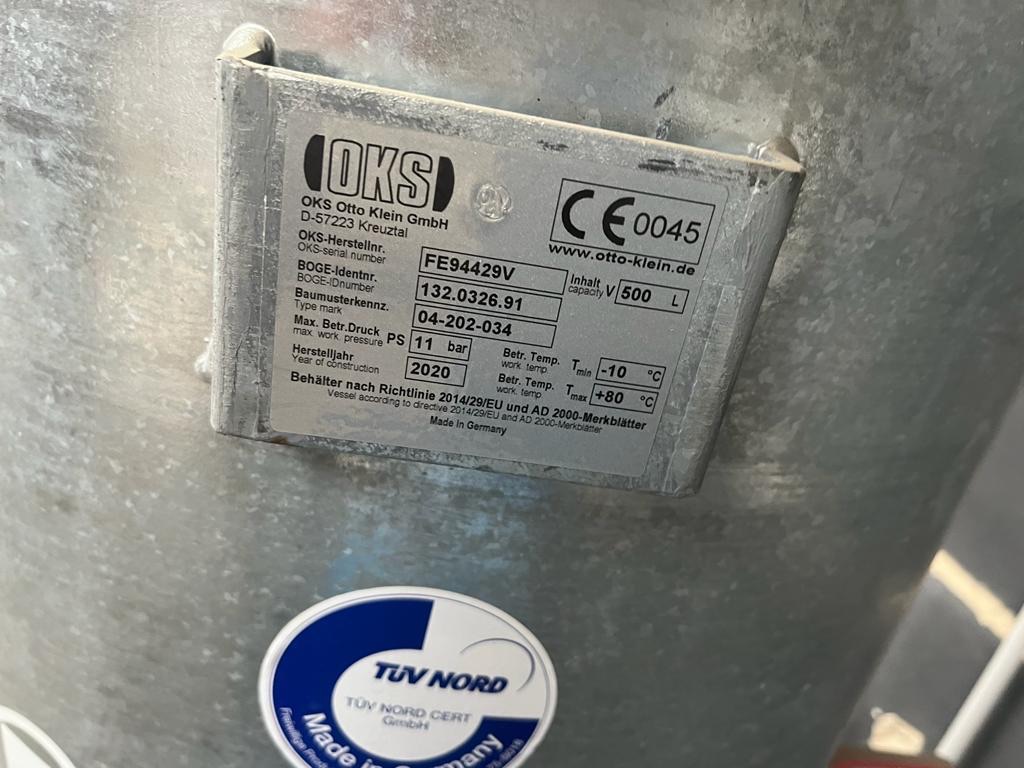 OKS
OKS Otto Klein GmbH
D-57223 Kreuztal
CE 0045
www.otto-klein.de
OKS-Herstellnr.
OKS-serial number
FE94429V
Inhalt
capacity V 500 L
BOGE-Identnr.
BOGE-IDnumber
132.0326.91
Baumusterkennz.
Type mark
04-202-034
Max. Betr.Druck
max. work. pressure PS 11 bar
Betr. Temp.
work. temp. Tmin -10 °C
Herstelljahr
Year of construction 2020
Betr. Temp.
work. temp. Tmax +80 °C
Behälter nach Richtlinie 2014/29/EU und AD 2000-Merkblätter
Vessel according to directive 2014/29/EU and AD 2000-Merkblätter
Made in Germany
TÜV NORD
TÜV NORD CERT
GmbH
Made in Germany
Freiwillige